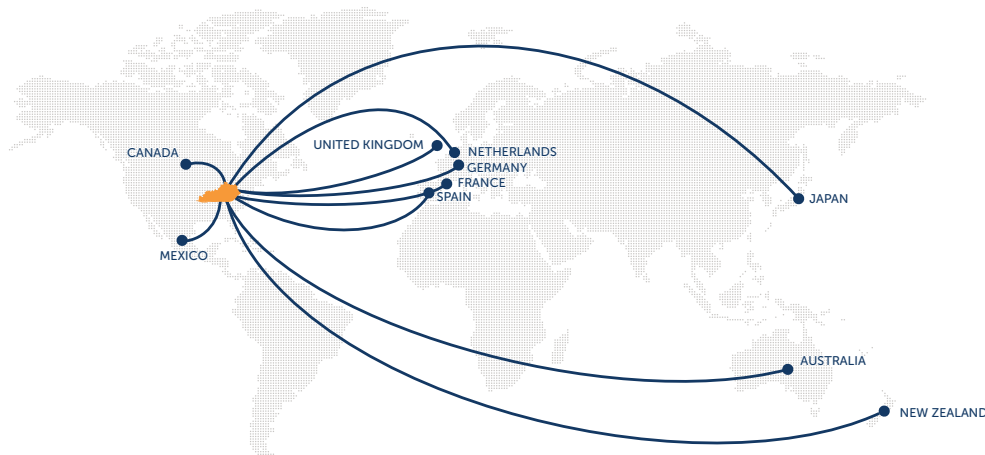 UNITED KINGDOM
CANADA
NETHERLANDS
GERMANY
FRANCE
SPAIN
JAPAN
MEXICO
AUSTRALIA
NEW ZEALAND